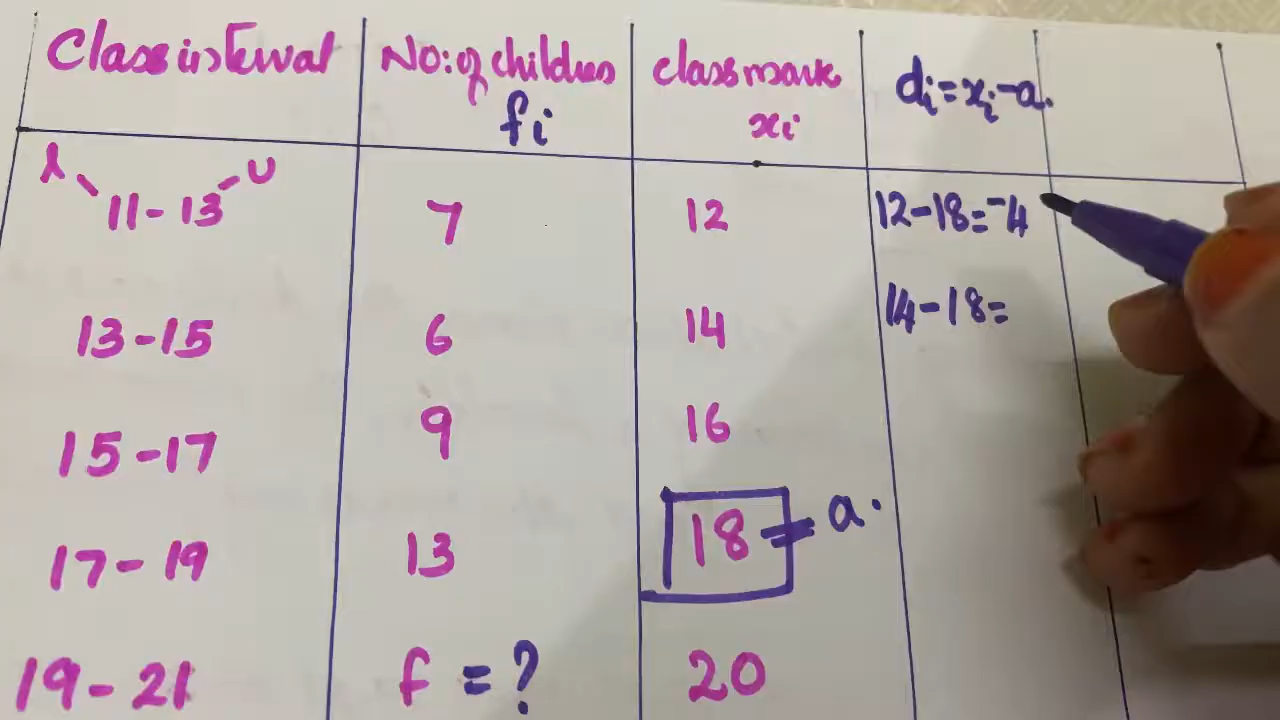 Class interval No: of children class mark di = xi - a.
fi xi
l U
11 - 13 7 12 12 - 18 = -4
13 - 15 6 14 14 - 18 =
15 - 17 9 16
17 - 19 13 18 = a.
19 - 21 f = ? 20